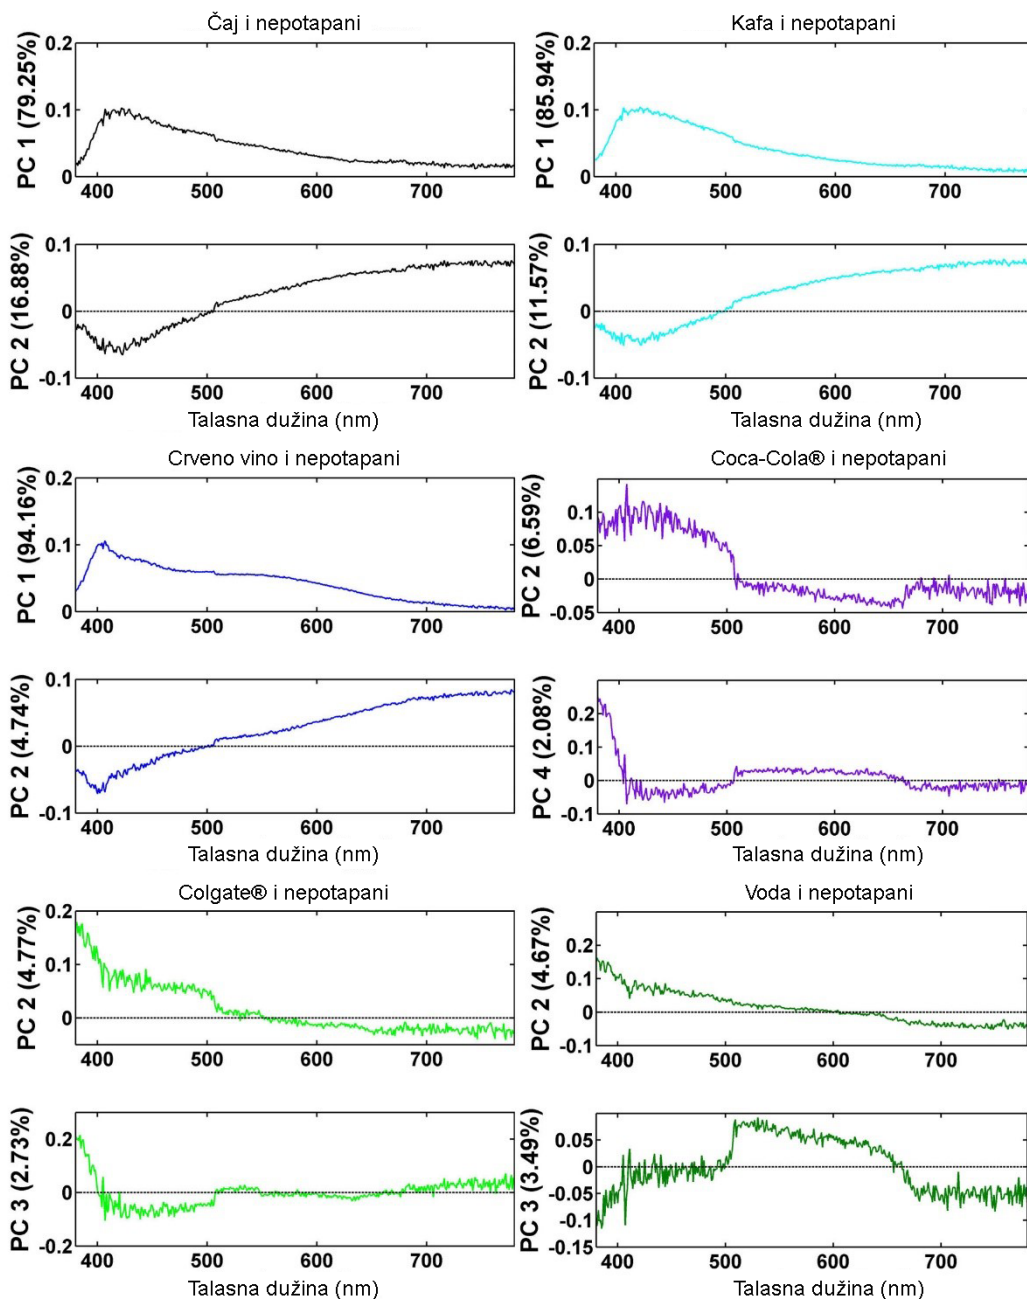 Čaj i nepotapani
PC 1 (79.25%)
0.2
0.1
0
400 500 600 700
PC 2 (16.88%)
0.1
0
-0.1
400 500 600 700
Talasna dužina (nm)
Kafa i nepotapani
PC 1 (85.94%)
0.2
0.1
0
400 500 600 700
PC 2 (11.57%)
0.1
0
-0.1
400 500 600 700
Talasna dužina (nm)
Crveno vino i nepotapani
PC 1 (94.16%)
0.2
0.1
0
400 500 600 700
PC 2 (4.74%)
0.1
0
-0.1
400 500 600 700
Talasna dužina (nm)
Coca-Cola® i nepotapani
PC 2 (6.59%)
0.1
0.05
0
-0.05
400 500 600 700
PC 4 (2.08%)
0.2
0.1
0
-0.1
400 500 600 700
Talasna dužina (nm)
Colgate® i nepotapani
PC 2 (4.77%)
0.2
0.1
0
400 500 600 700
PC 3 (2.73%)
0.2
0
-0.2
400 500 600 700
Talasna dužina (nm)
Voda i nepotapani
PC 2 (4.67%)
0.2
0.1
0
-0.1
400 500 600 700
PC 3 (3.49%)
0.05
0
-0.05
-0.1
-0.15
400 500 600 700
Talasna dužina (nm)